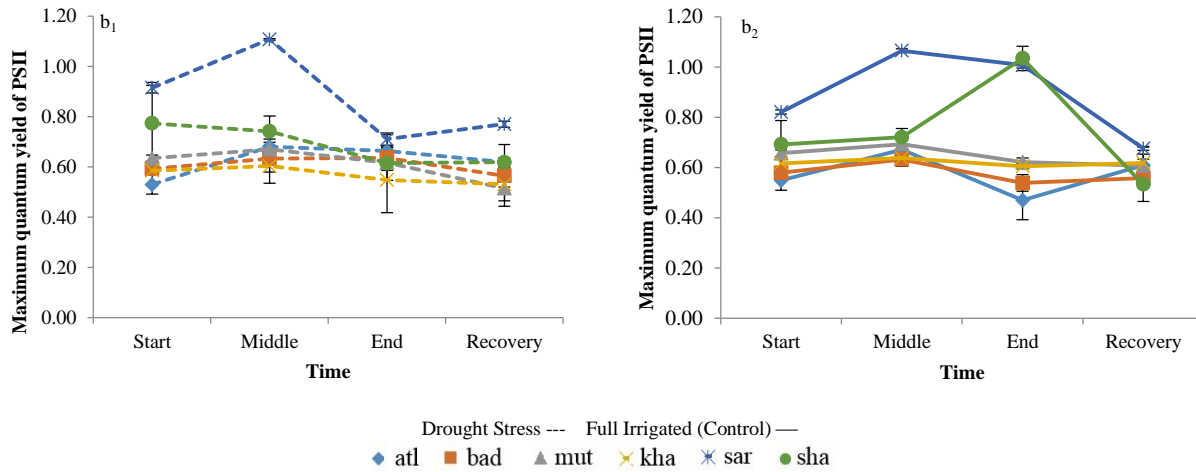 b1
Maximum quantum yield of PSII
1.20
1.00
0.80
0.60
0.40
0.20
0.00
Start Middle End Recovery
Time
b2
Maximum quantum yield of PSII
1.20
1.00
0.80
0.60
0.40
0.20
0.00
Start Middle End Recovery
Time
Drought Stress --- Full Irrigated (Control) —
atl bad mut kha sar sha